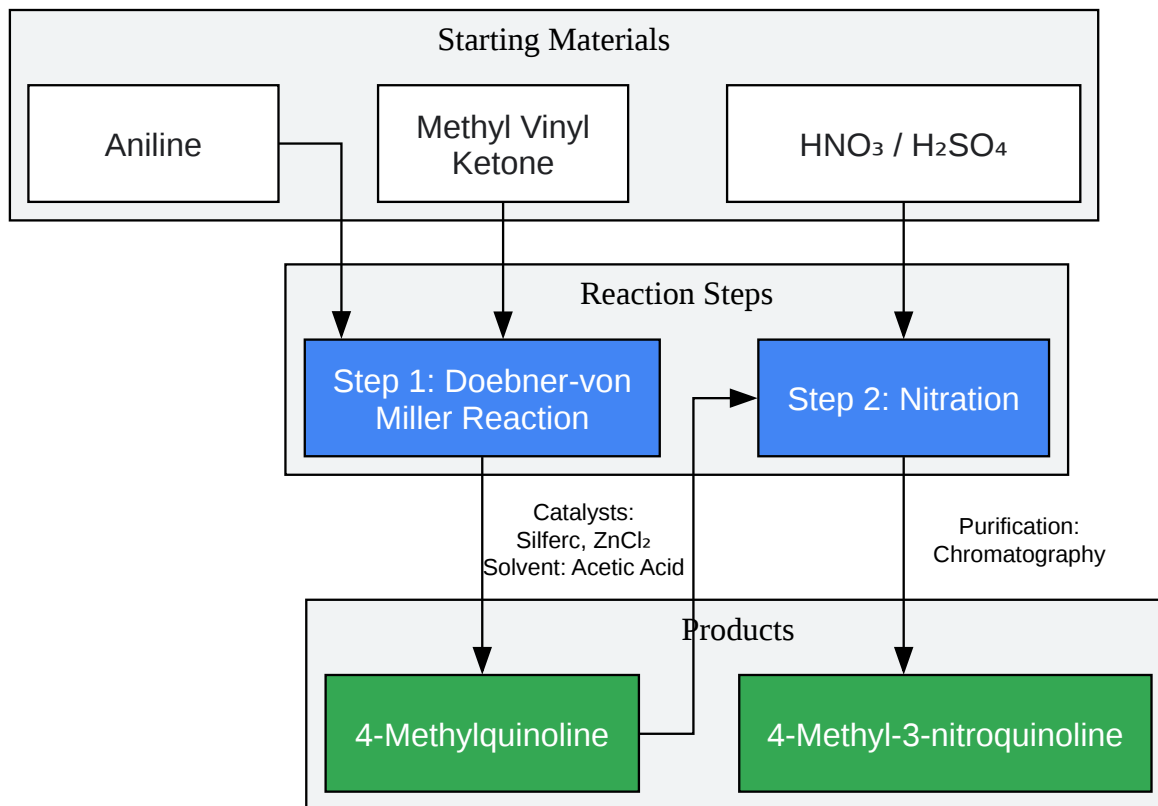 Starting Materials
Aniline
Methyl Vinyl
Ketone
HNO₃ / H₂SO₄
Reaction Steps
Step 1: Doebner-von
Miller Reaction
Step 2: Nitration
Catalysts:
Silferc, ZnCl₂
Solvent: Acetic Acid
Purification:
Chromatography
Products
4-Methylquinoline
4-Methyl-3-nitroquinoline